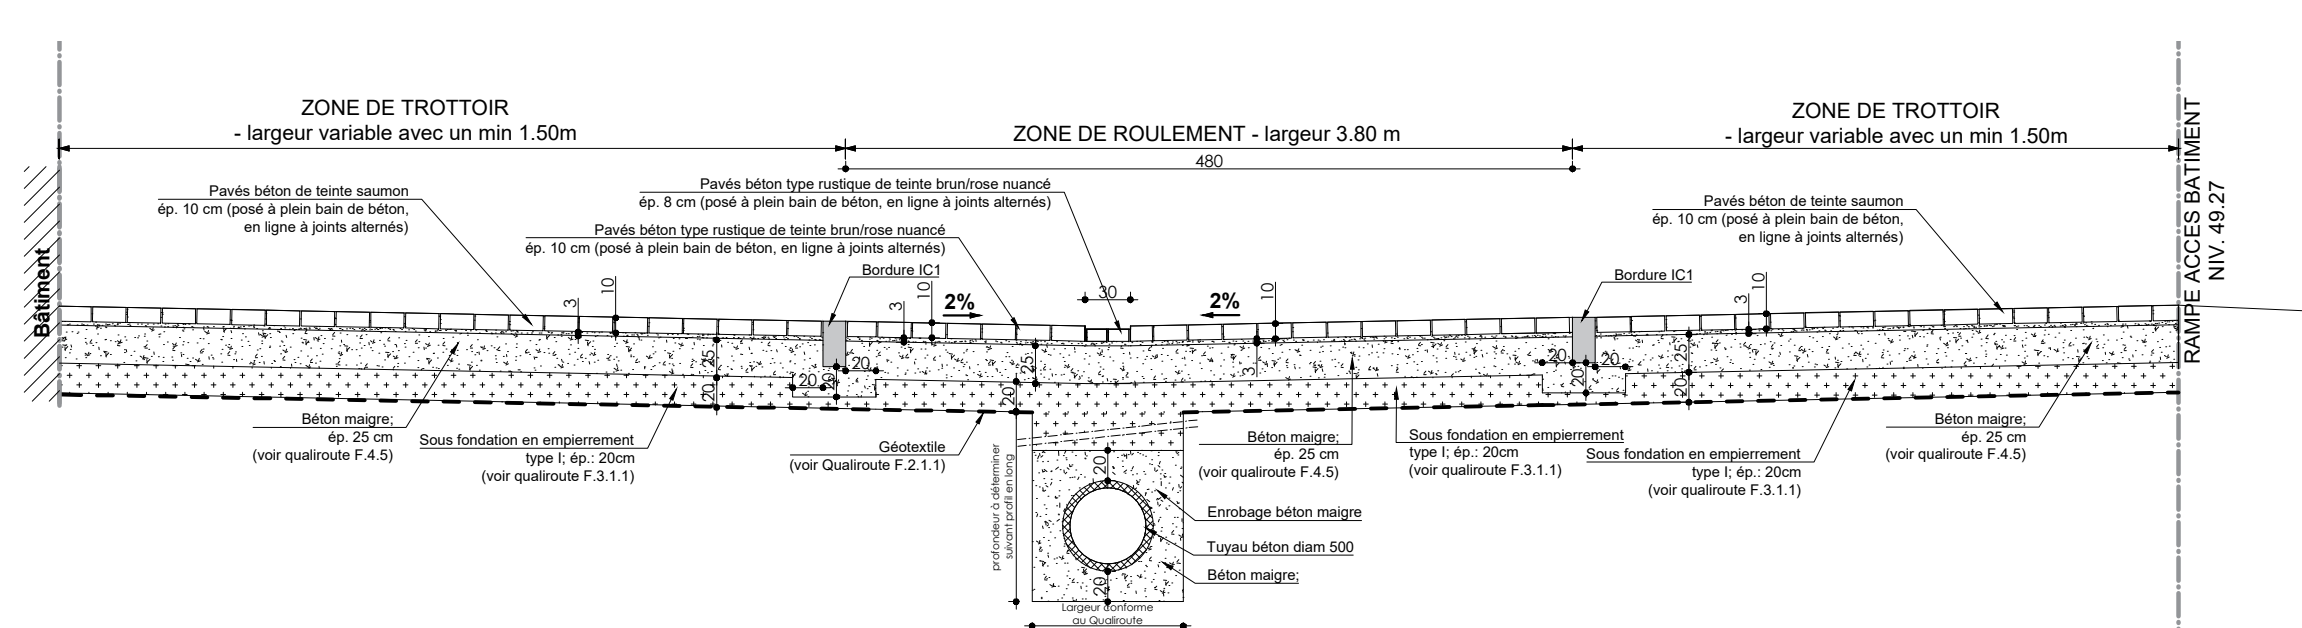 ZONE DE TROTTOIR
- largeur variable avec un min 1.50m
ZONE DE ROULEMENT - largeur 3.80 m
480
ZONE DE TROTTOIR
- largeur variable avec un min 1.50m
Pavés béton de teinte saumon
ép. 10 cm (posé à plein bain de béton,
en ligne à joints alternés)
Pavés béton type rustique de teinte brun/rose nuancé
ép. 8 cm (posé à plein bain de béton, en ligne à joints alternés)
Pavés béton type rustique de teinte brun/rose nuancé
ép. 10 cm (posé à plein bain de béton, en ligne à joints alternés)
Pavés béton de teinte saumon
ép. 10 cm (posé à plein bain de béton,
en ligne à joints alternés)
Bâtiment
RAMPE ACCES BATIMENT
NIV. 49.27
Bordure IC1
Bordure IC1
3
10
3
10
2%
30
2%
10
3
3
10
25
20
20
20
20
25
20
20
20
20
25
20
Béton maigre;
ép. 25 cm
(voir qualiroute F.4.5)
Sous fondation en empierrement
type I; ép.: 20cm
(voir qualiroute F.3.1.1)
Géotextile
(voir Qualiroute F.2.1.1)
profondeur à déterminer
suivant profil en long
Béton maigre;
ép. 25 cm
(voir qualiroute F.4.5)
Sous fondation en empierrement
type I; ép.: 20cm
(voir qualiroute F.3.1.1)
Sous fondation en empierrement
type I; ép.: 20cm
(voir qualiroute F.3.1.1)
Béton maigre;
ép. 25 cm
(voir qualiroute F.4.5)
20
Enrobage béton maigre
Tuyau béton diam 500
Béton maigre;
20
Largeur conforme
au Qualiroute